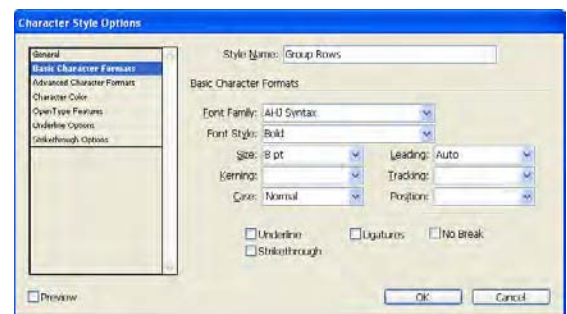 Character Style Options
General
Basic Character Formats
Advanced Character Formats
Character Color
OpenType Features
Underline Options
Strikethrough Options
Style Name: Group Rows
Basic Character Formats
Font Family: AHJ Syntax
Font Style: Bold
Size: 8 pt Leading: Auto
Kerning: Tracking:
Case: Normal Position:
Underline Ligatures No Break
Strikethrough
Preview OK Cancel